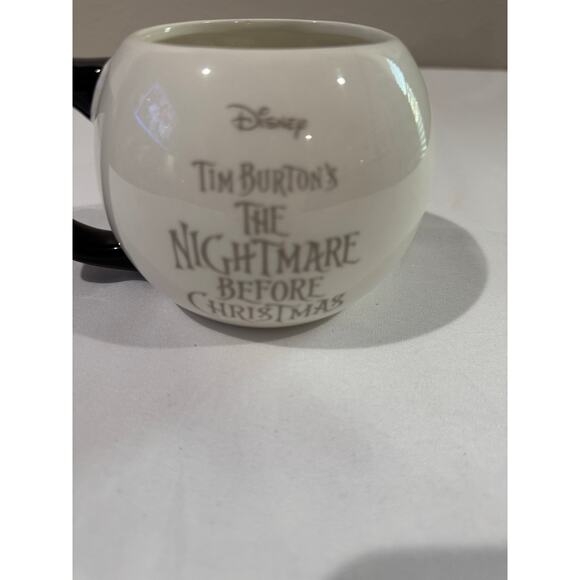 Disney
TIM BURTON'S
THE
NIGHTMARE
BEFORE
CHRISTMAS